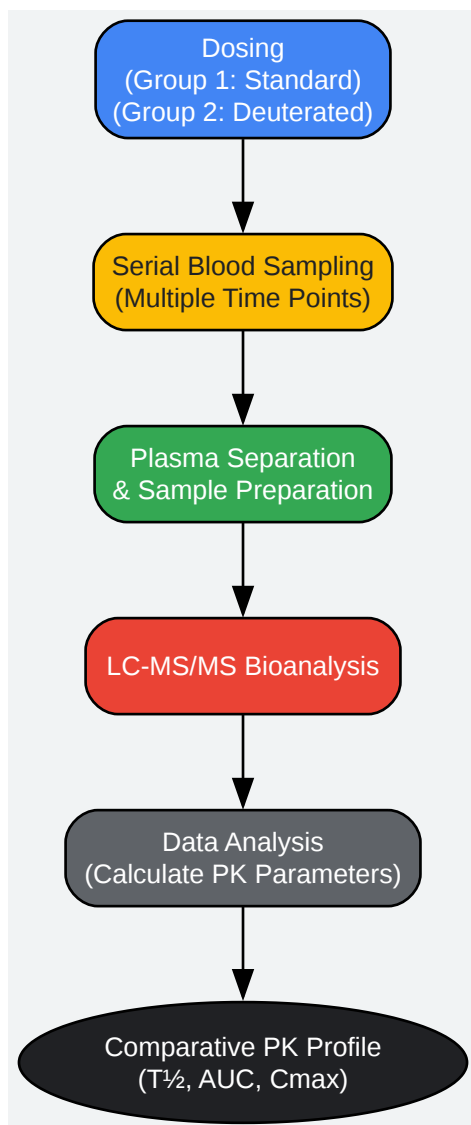 Dosing
(Group 1: Standard)
(Group 2: Deuterated)
Serial Blood Sampling
(Multiple Time Points)
Plasma Separation
& Sample Preparation
LC-MS/MS Bioanalysis
Data Analysis
(Calculate PK Parameters)
Comparative PK Profile
(T½, AUC, Cmax)